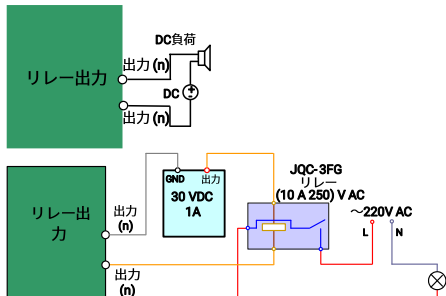 DC負荷
出力 (n)
リレー出力
DC
出力 (n)
GND
出力
30 VDC
1A
JQC-3FG
リレー
(10 A 250) V AC
リレー出
力
出力
(n)
～220V AC
L
N
出力
(n)